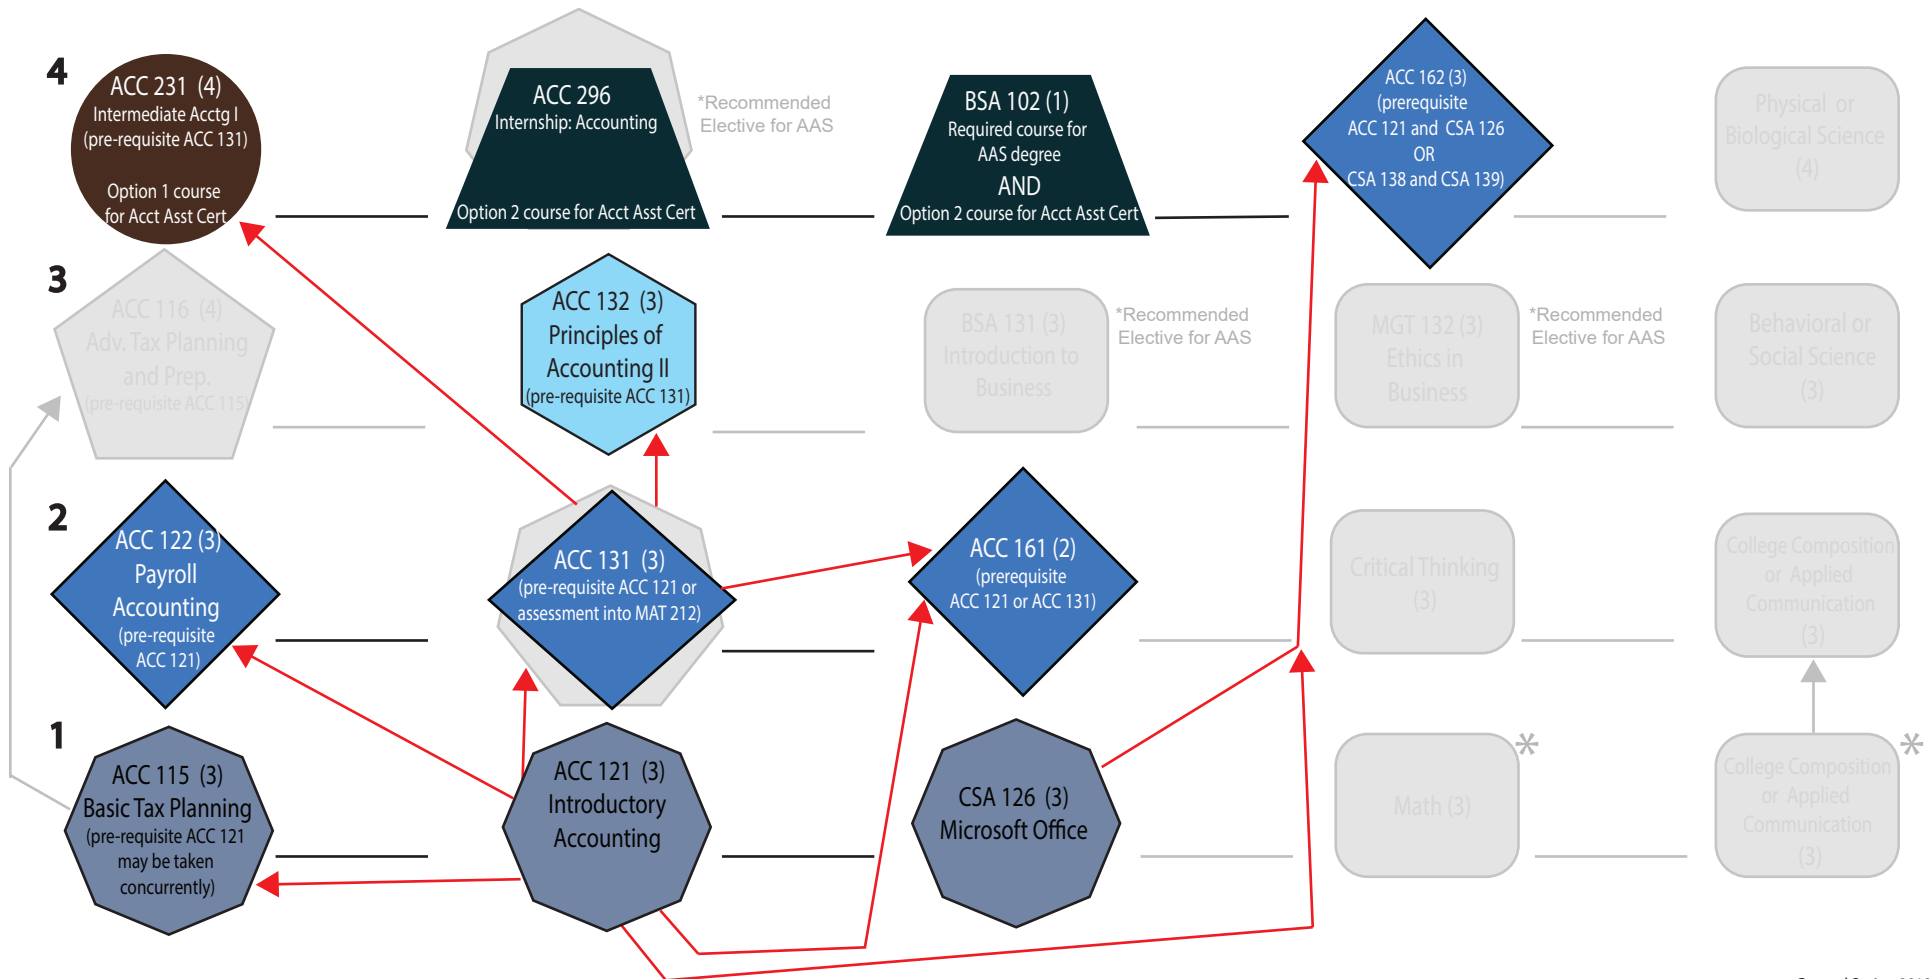 4
ACC 231 (4)
Intermediate Acctg I
(pre-requisite ACC 131)
Option 1 course
for Acct Asst Cert
ACC 296
Internship: Accounting
Option 2 course for Acct Asst Cert
*Recommended
Elective for AAS
BSA 102 (1)
Required course for
AAS degree
AND
Option 2 course for Acct Asst Cert
ACC 162 (3)
(prerequisite
ACC 121 and CSA 126
OR
CSA 138 and CSA 139)
Physical or
Biological Science
(4)
3
ACC 116 (4)
Adv. Tax Planning
and Prep.
(pre-requisite ACC 115)
ACC 132 (3)
Principles of
Accounting II
(pre-requisite ACC 131)
BSA 131 (3)
Introduction to
Business
*Recommended
Elective for AAS
MGT 132 (3)
Ethics in
Business
*Recommended
Elective for AAS
Behavioral or
Social Science
(3)
2
ACC 122 (3)
Payroll
Accounting
(pre-requisite
ACC 121)
ACC 131 (3)
(pre-requisite ACC 121 or
assessment into MAT 212)
ACC 161 (2)
(prerequisite
ACC 121 or ACC 131)
Critical Thinking
(3)
College Composition
or Applied
Communication
(3)
1
ACC 115 (3)
Basic Tax Planning
(pre-requisite ACC 121
may be taken
concurrently)
ACC 121 (3)
Introductory
Accounting
CSA 126 (3)
Microsoft Office
Math (3)
*
College Composition
or Applied
Communication
(3)
*